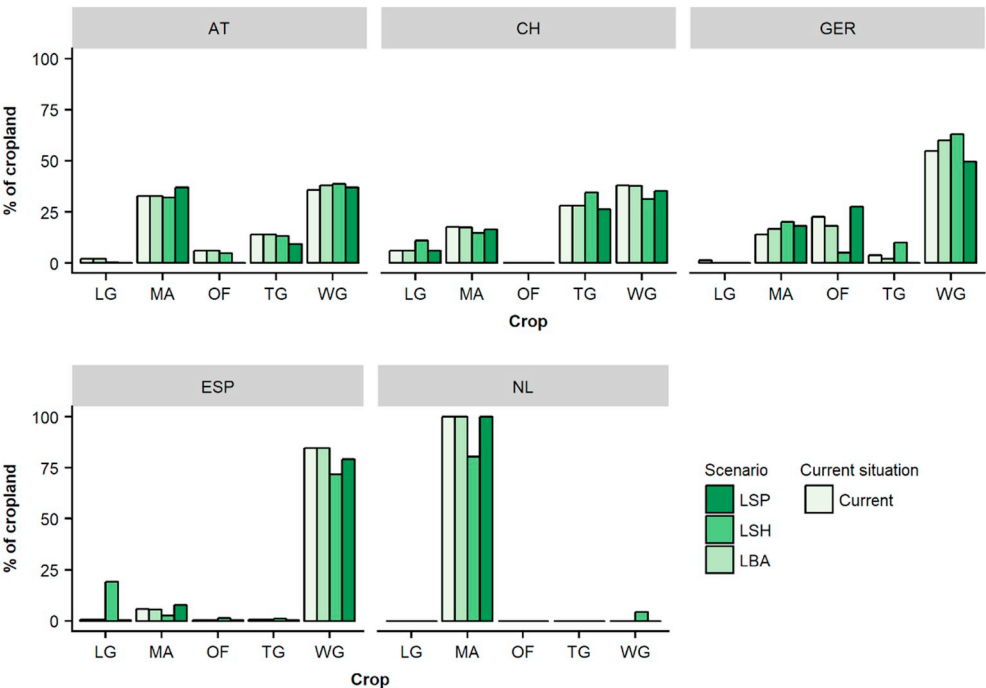 AT CH GER
% of cropland
100
75
50
25
0
LG MA OF TG WG LG MA OF TG WG LG MA OF TG WG
Crop
ESP NL
% of cropland
100
75
50
25
0
LG MA OF TG WG LG MA OF TG WG
Crop
Scenario Current situation
LSP Current
LSH
LBA